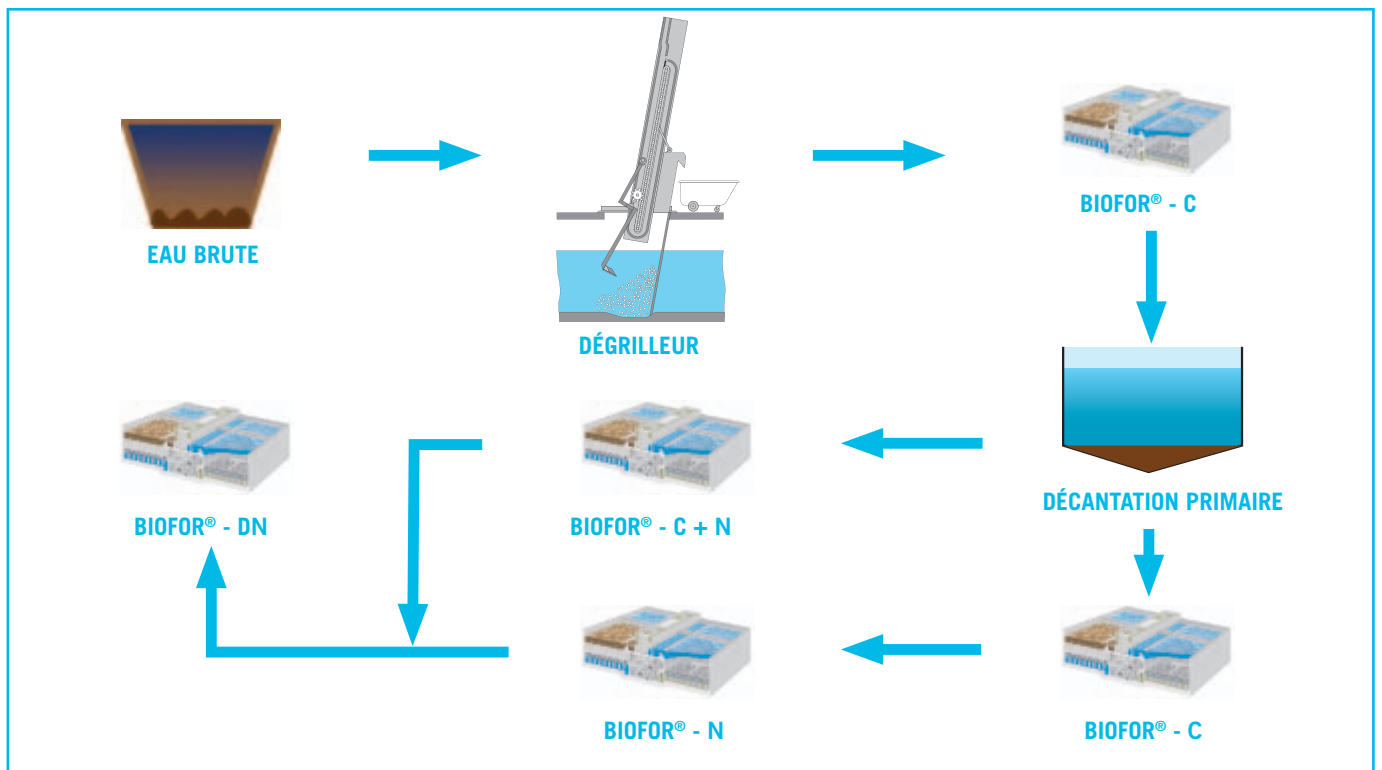 EAU BRUTE
DÉGRILLEUR
BIOFOR® - C
DÉCANTATION PRIMAIRE
BIOFOR® - DN
BIOFOR® - C + N
BIOFOR® - N
BIOFOR® - C